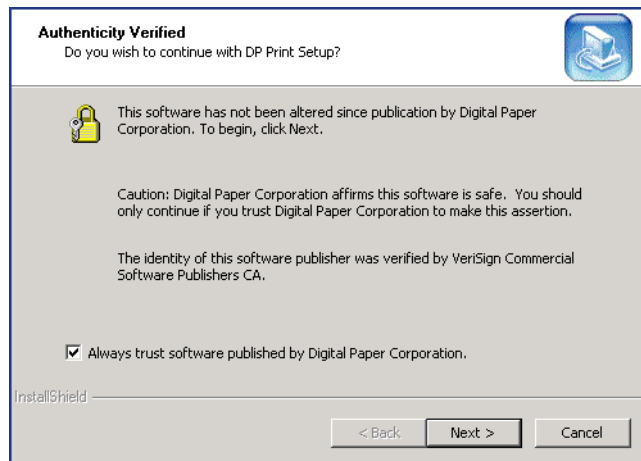 Authenticity Verified
Do you wish to continue with DP Print Setup?
This software has not been altered since publication by Digital Paper
Corporation. To begin, click Next.
Caution: Digital Paper Corporation affirms this software is safe.  You should
only continue if you trust Digital Paper Corporation to make this assertion.
The identity of this software publisher was verified by VeriSign Commercial
Software Publishers CA.
Always trust software published by Digital Paper Corporation.
InstallShield
< Back
Next >
Cancel